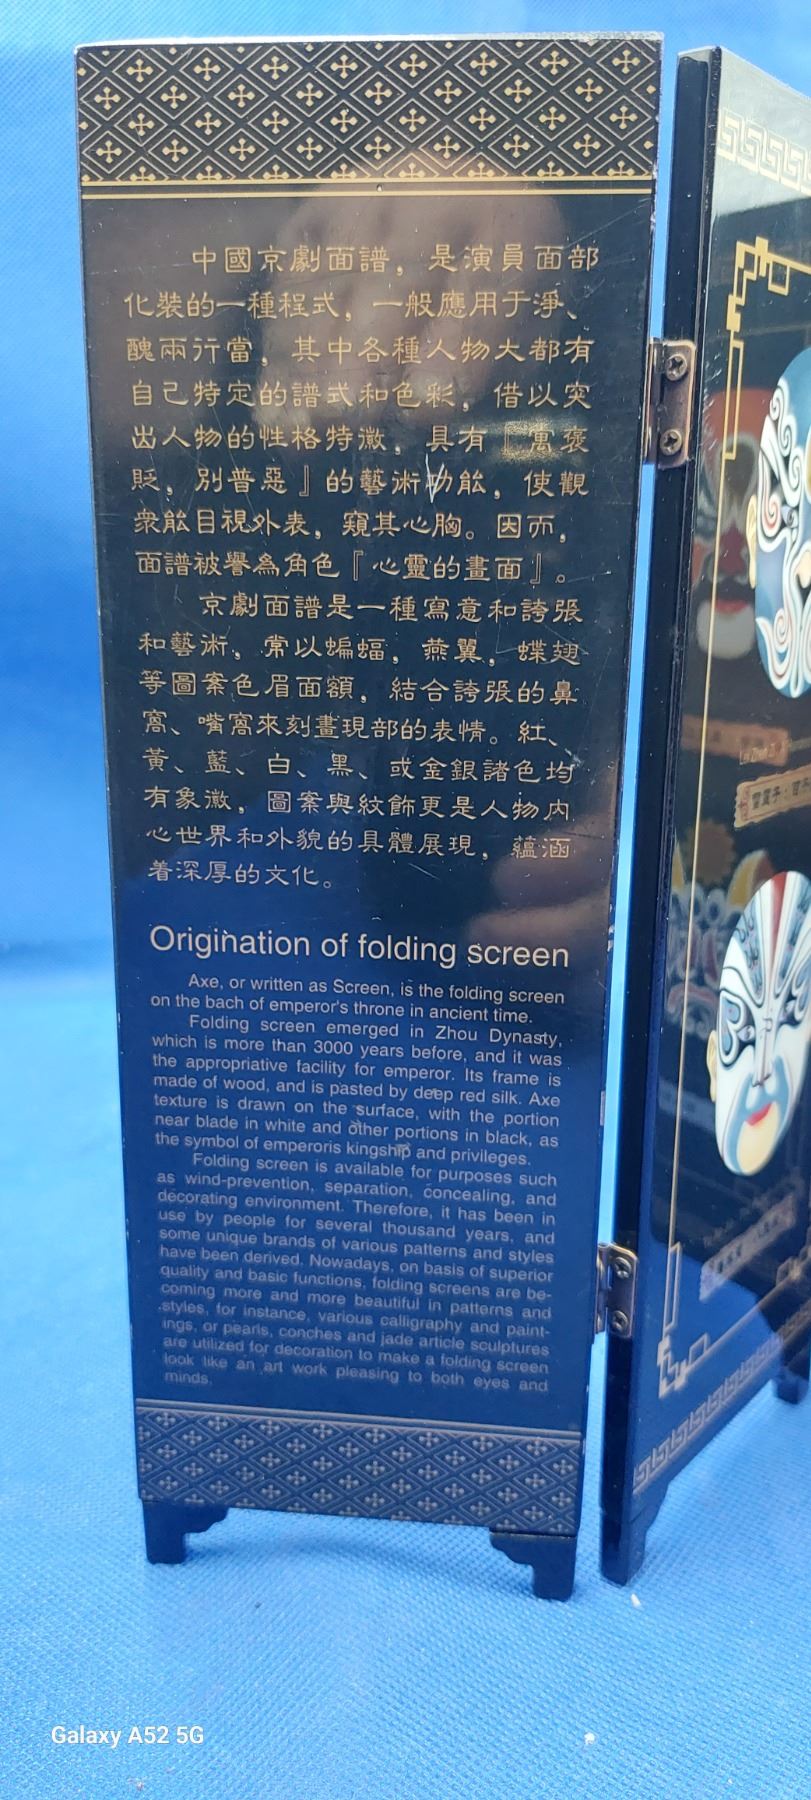 中國京劇面譜，是演員面部
化裝的一種程式，一般應用于淨、
醜兩行當，其中各種人物大都有
自己特定的譜式和色彩，借以突
出人物的性格特徵，具有『寓褒
貶，別普惡』的藝術功能，使觀
衆能目視外表，窺其心胸。因而，
面譜被譽為角色『心靈的畫面』。
京劇面譜是一種寫意和誇張
和藝術，常以蝙蝠，燕翼，蝶翅
等圖案色眉面額，結合誇張的鼻
窩、嘴窩來刻畫現部的表情。紅、
黃、藍、白、黑、或金銀諸色均
有象徵，圖案與紋飾更是人物内
心世界和外貌的具體展現，蘊涵
着深厚的文化。
Origination of folding screen
Axe, or written as Screen, is the folding screen
on the bach of emperor's throne in ancient time.
Folding screen emerged in Zhou Dynasty,
which is more than 3000 years before, and it was
the appropriative facility for emperor. Its frame is
made of wood, and is pasted by deep red silk. Axe
texture is drawn on the surface, with the portion
near blade in white and other portions in black, as
the symbol of emperoris kingship and privileges.
Folding screen is available for purposes such
as wind-prevention, separation, concealing, and
decorating environment. Therefore, it has been in
use by people for several thousand years, and
some unique brands of various patterns and styles
have been derived. Nowadays, on basis of superior
quality and basic functions, folding screens are be-
coming more and more beautiful in patterns and
styles, for instance, various calligraphy and paint-
ings, or pearls, conches and jade article sculptures
are utilized for decoration to make a folding screen
look like an art work pleasing to both eyes and
minds.
Galaxy A52 5G